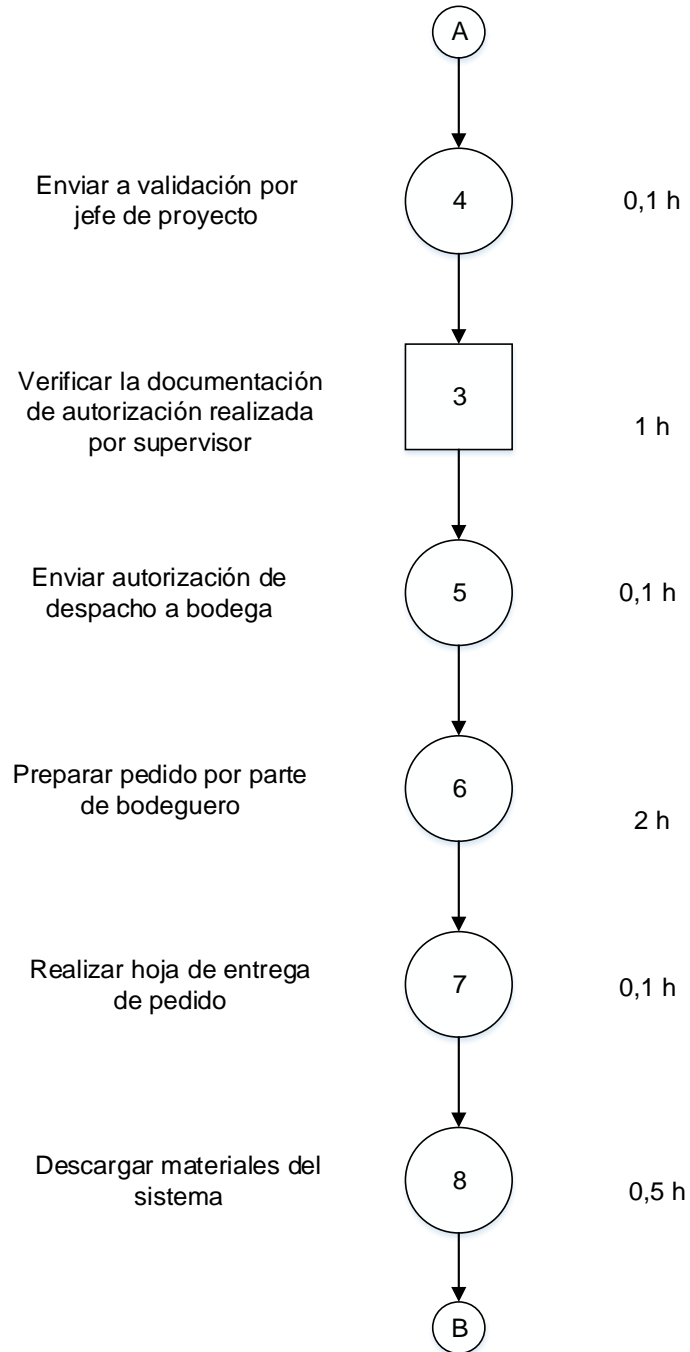 A
Enviar a validación por
jefe de proyecto
4
0,1 h
Verificar la documentación
de autorización realizada
por supervisor
3
1 h
Enviar autorización de
despacho a bodega
5
0,1 h
Preparar pedido por parte
de bodeguero
6
2 h
Realizar hoja de entrega
de pedido
7
0,1 h
Descargar materiales del
sistema
8
0,5 h
B